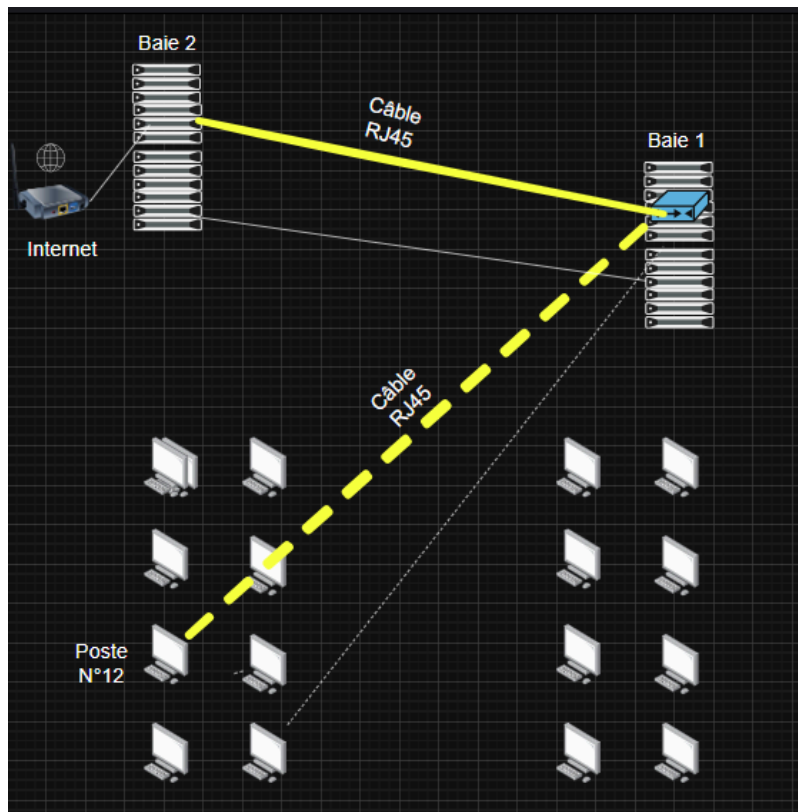 Baie 2
Câble
RJ45
Baie 1
Internet
Câble
RJ45
Poste
N°12